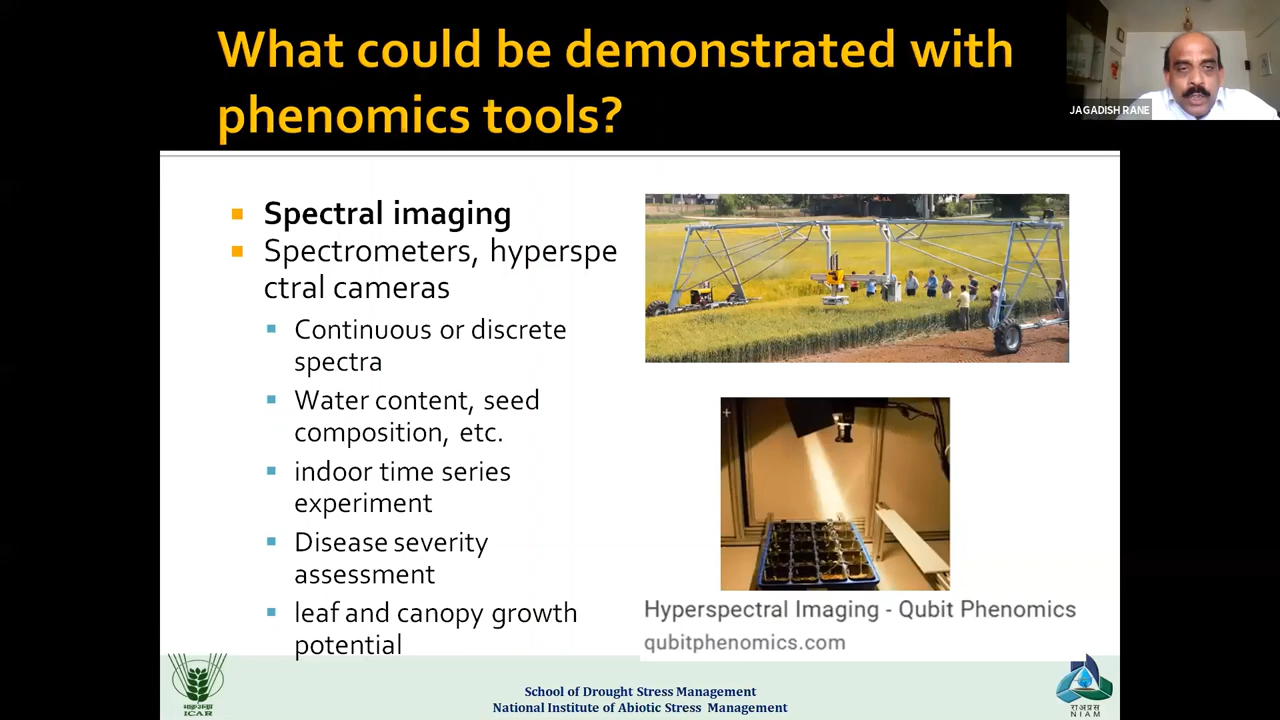 What could be demonstrated with
phenomics tools?
JAGADISH RANE
Spectral imaging
Spectrometers, hyperspe
ctral cameras
Continuous or discrete
spectra
Water content, seed
composition, etc.
indoor time series
experiment
Disease severity
assessment
leaf and canopy growth
potential
Hyperspectral Imaging - Qubit Phenomics
qubitphenomics.com
ICAR
School of Drought Stress Management
National Institute of Abiotic Stress Management
NIAM